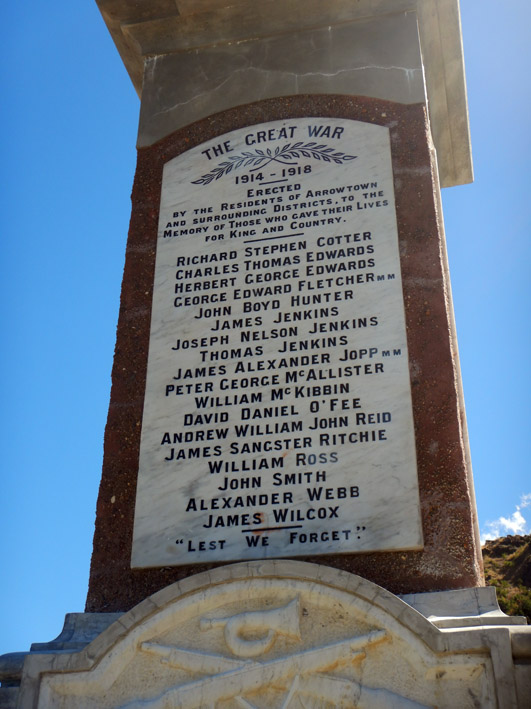 THE GREAT WAR
1914 - 1918
ERECTED
BY THE RESIDENTS OF ARROWTOWN
AND SURROUNDING DISTRICTS, TO THE
MEMORY OF THOSE WHO GAVE THEIR LIVES
FOR KING AND COUNTRY.
RICHARD STEPHEN COTTER
CHARLES THOMAS EDWARDS
HERBERT GEORGE EDWARDS
GEORGE EDWARD FLETCHER MM
JOHN BOYD HUNTER
JAMES JENKINS
JOSEPH NELSON JENKINS
THOMAS JENKINS
JAMES ALEXANDER JOPP MM
PETER GEORGE McALLISTER
WILLIAM McKIBBIN
DAVID DANIEL O'FEE
ANDREW WILLIAM JOHN REID
JAMES SANGSTER RITCHIE
WILLIAM ROSS
JOHN SMITH
ALEXANDER WEBB
JAMES WILCOX
"LEST WE FORGET."